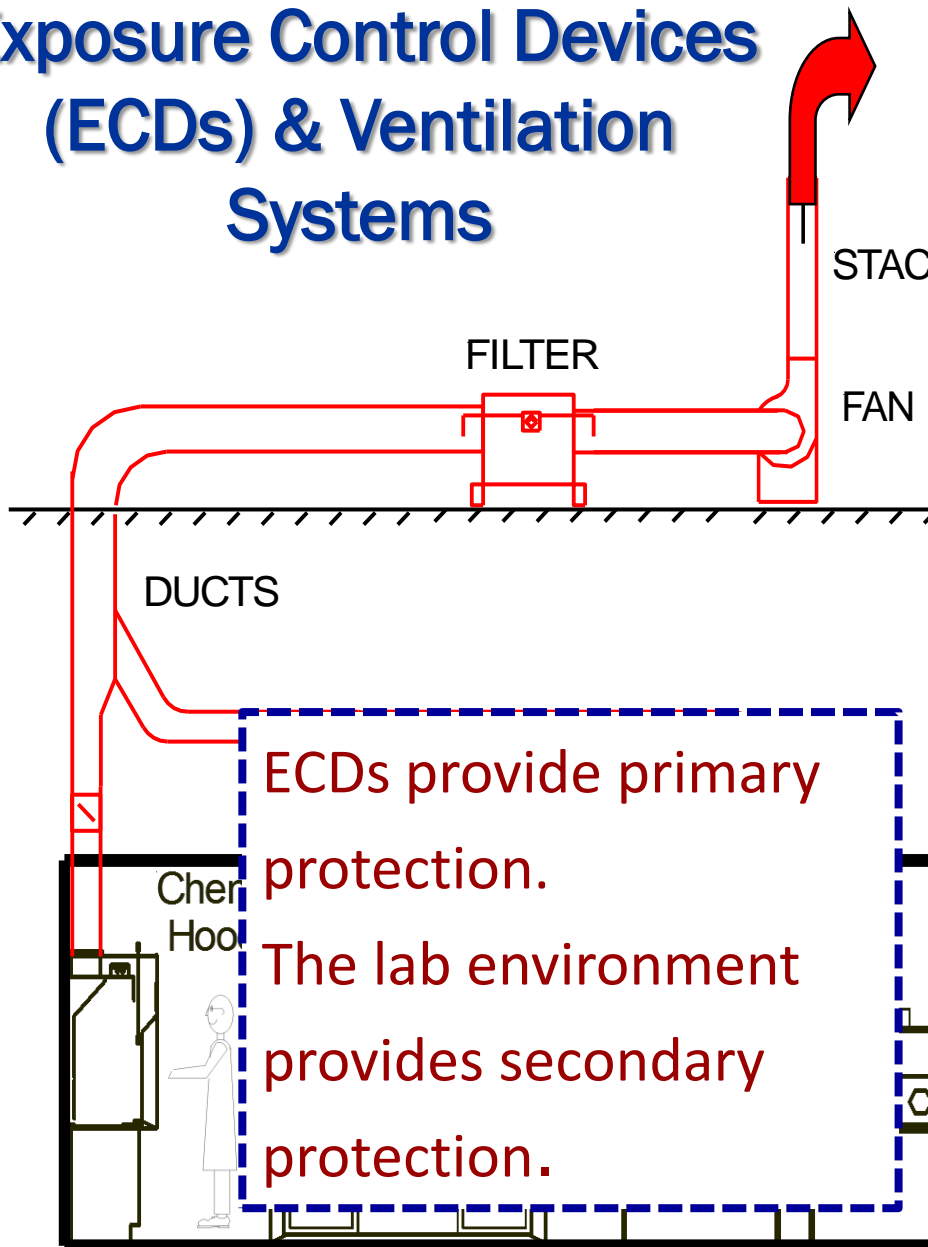 xposure Control Devices
(ECDs) & Ventilation
Systems
STAC
FILTER
FAN
DUCTS
ECDs provide primary
protection.
The lab environment
provides secondary
protection.
Cher
Hoo